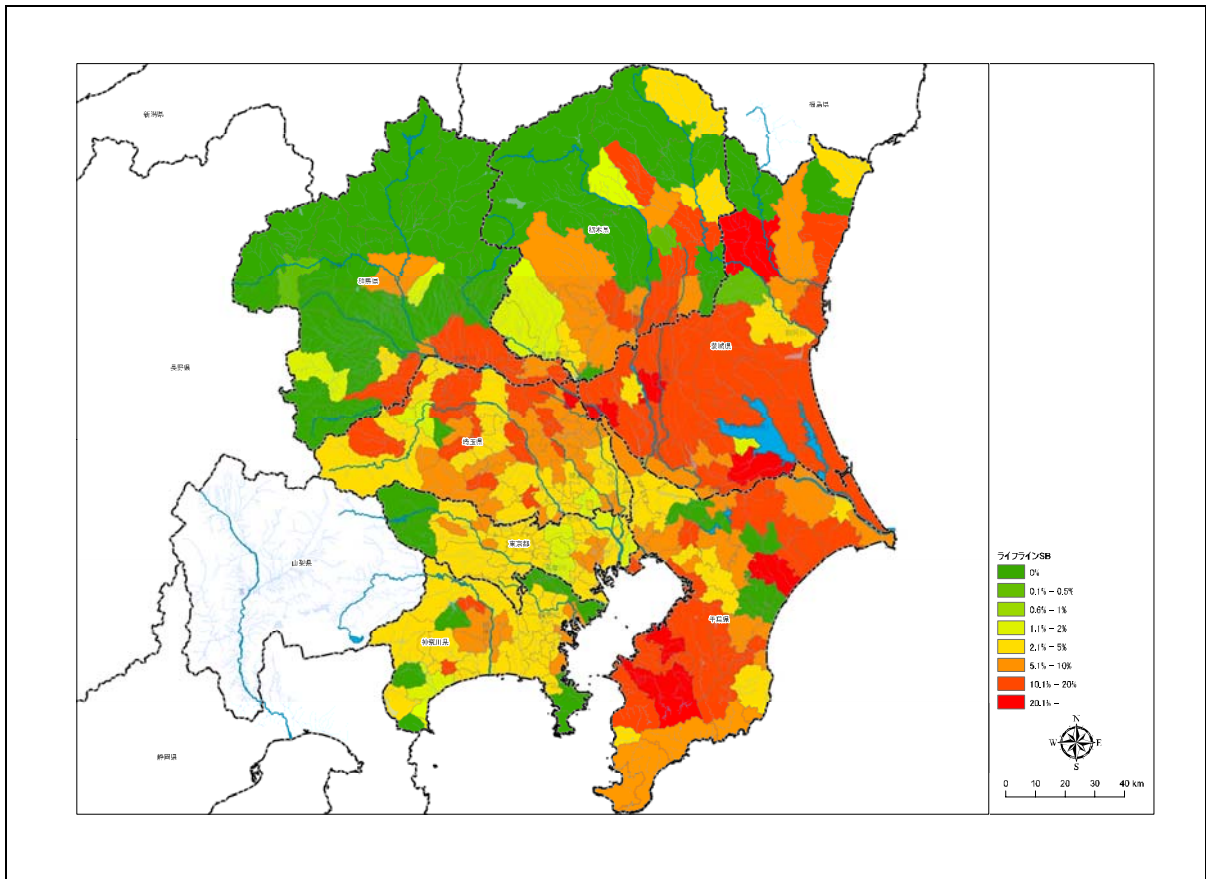 新潟県
福島県
栃木県
群馬県
茨城県
長野県
埼玉県
東京都
山梨県
千葉県
神奈川県
静岡県
ライフラインSB
0%
0.1% - 0.5%
0.6% - 1%
1.1% - 2%
2.1% - 5%
5.1% - 10%
10.1% - 20%
20.1% -
N
W E
S
0 10 20 30 40 km